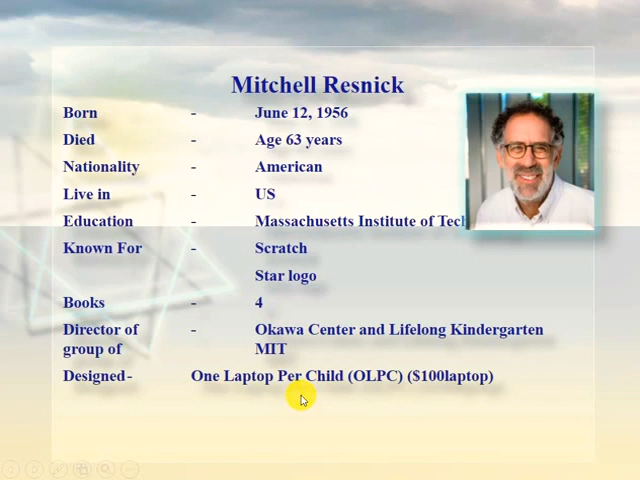 Mitchell Resnick
Born - June 12, 1956
Died - Age 63 years
Nationality - American
Live in - US
Education - Massachusetts Institute of Tec
Known For - Scratch
Star logo
Books - 4
Director of - Okawa Center and Lifelong Kindergarten
group of MIT
Designed- One Laptop Per Child (OLPC) ($100laptop)